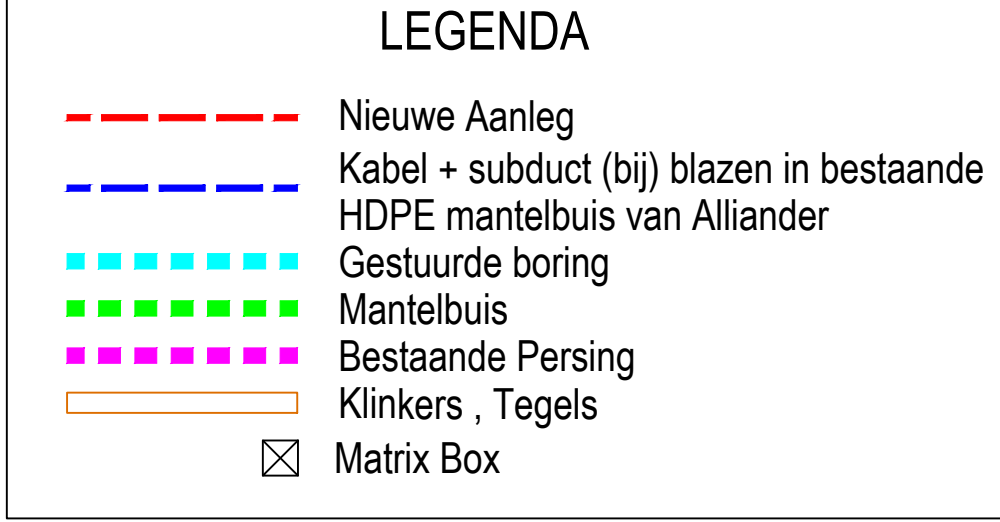 LEGENDA
Nieuwe Aanleg
Kabel + subduct (bij) blazen in bestaande
HDPE mantelbuis van Alliander
Gestuurde boring
Mantelbuis
Bestaande Persing
Klinkers , Tegels
Matrix Box